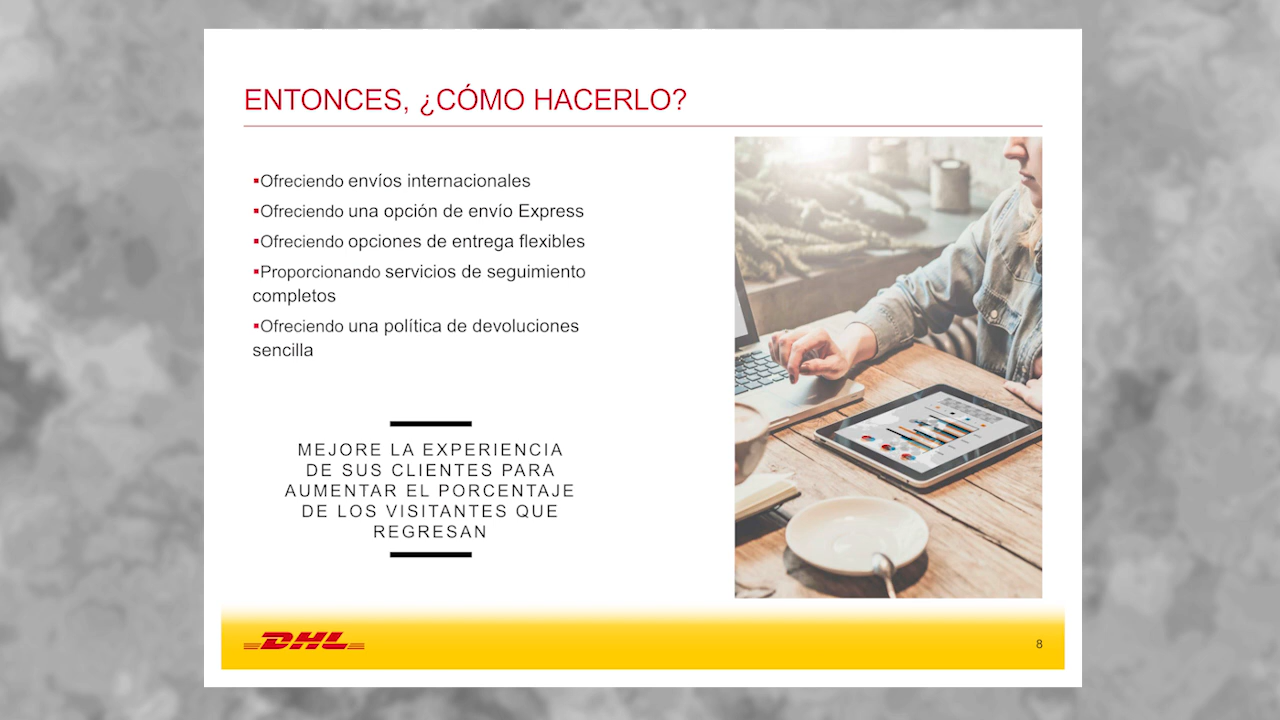 ENTONCES, ¿CÓMO HACERLO?
▪Ofreciendo envíos internacionales
▪Ofreciendo una opción de envío Express
▪Ofreciendo opciones de entrega flexibles
▪Proporcionando servicios de seguimiento
completos
▪Ofreciendo una política de devoluciones
sencilla
MEJORE LA EXPERIENCIA
DE SUS CLIENTES PARA
AUMENTAR EL PORCENTAJE
DE LOS VISITANTES QUE
REGRESAN
DHL
8